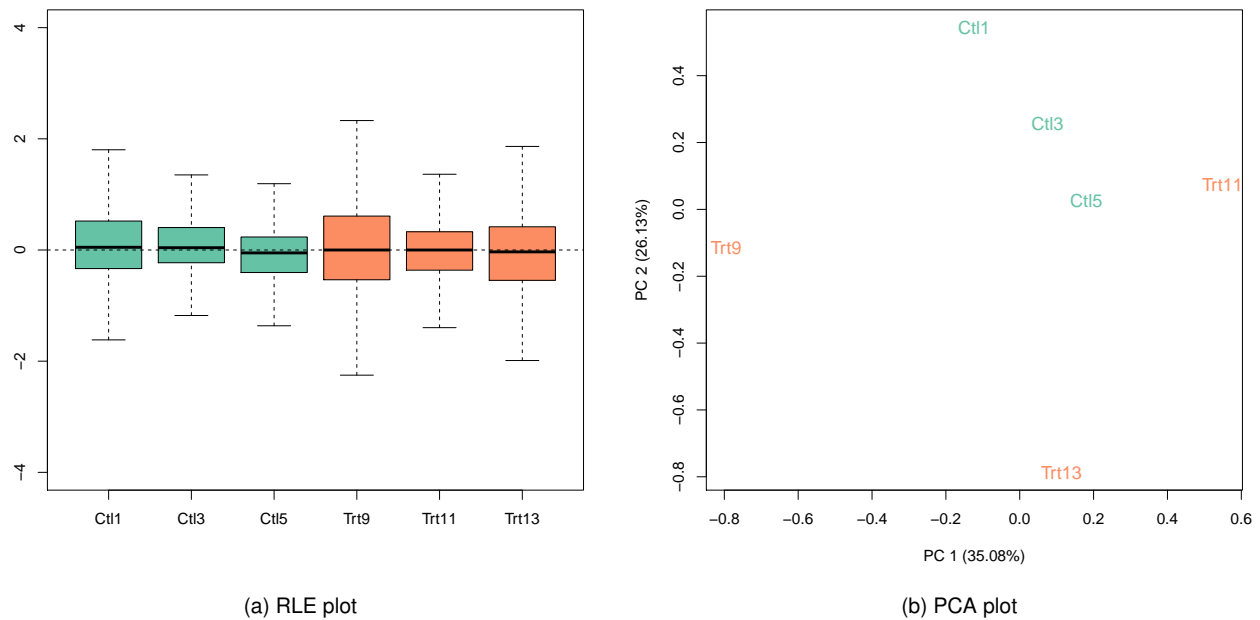 4
2
0
−2
−4
Ctl1 Ctl3 Ctl5 Trt9 Trt11 Trt13
(a) RLE plot
PC 2 (26.13%)
0.4
0.2
0.0
−0.2
−0.4
−0.6
−0.8
Ctl1
Ctl3
Trt11
Ctl5
Trt9
Trt13
−0.8 −0.6 −0.4 −0.2 0.0 0.2 0.4 0.6
PC 1 (35.08%)
(b) PCA plot